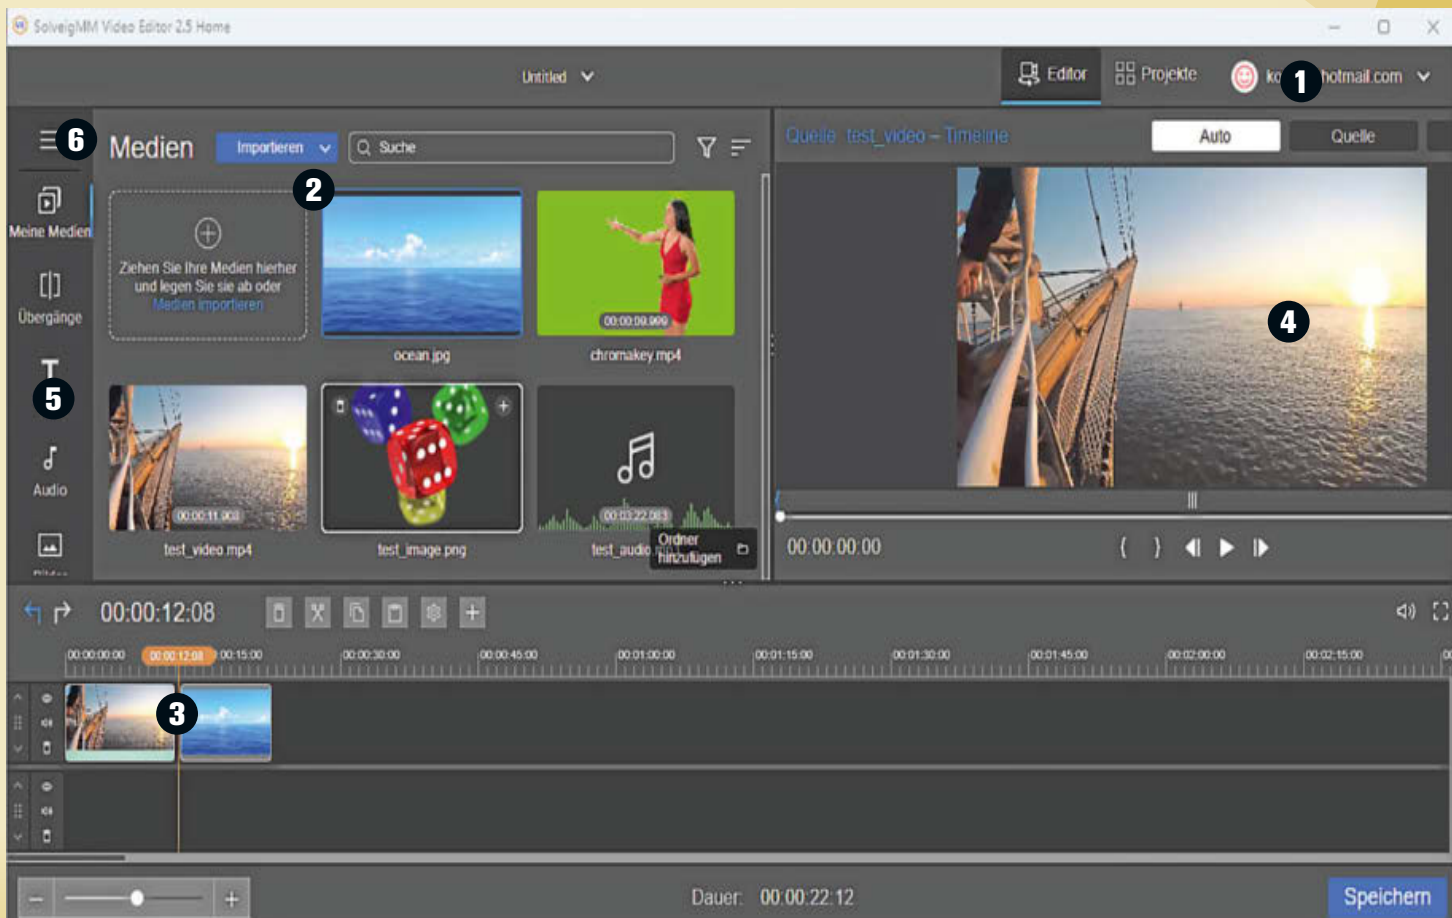 SolveigMM Video Editor 2.5 Home
Untitled
Editor
Projekte
hotmail.com
1
6
Medien
Importieren
Suche
Quelle test_video – Timeline
Auto
Quelle
2
Meine Medien
Ziehen Sie Ihre Medien hierher
und legen Sie sie ab oder
Medien importieren
00:00:09.999
ocean.jpg
chromakey.mp4
4
Übergänge
T
5
Audio
00:00:11.903
00:03:22.083
test_video.mp4
test_image.png
Ordner
hinzufügen
00:00:00:00
00:00:12:08
00:00:00:00
00:00:12:08
00:15:00
00:00:30:00
00:00:45:00
00:01:00:00
00:01:15:00
00:01:30:00
00:01:45:00
00:02:00:00
00:02:15:00
3
Dauer: 00:00:22:12
Speichern